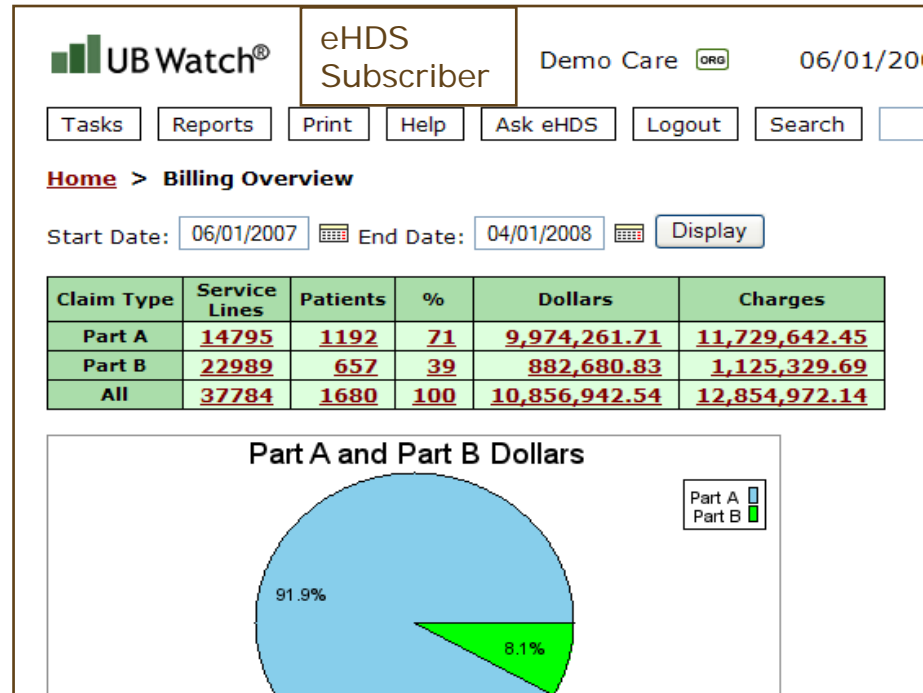 UB Watch®
eHDS
Subscriber
Demo Care ORG 06/01/200
Tasks Reports Print Help Ask eHDS Logout Search
Home > Billing Overview
Start Date: 06/01/2007 End Date: 04/01/2008 Display
Claim Type Service Lines Patients % Dollars Charges
Part A 14795 1192 71 9,974,261.71 11,729,642.45
Part B 22989 657 39 882,680.83 1,125,329.69
All 37784 1680 100 10,856,942.54 12,854,972.14
Part A and Part B Dollars
Part A
Part B
91.9%
8.1%